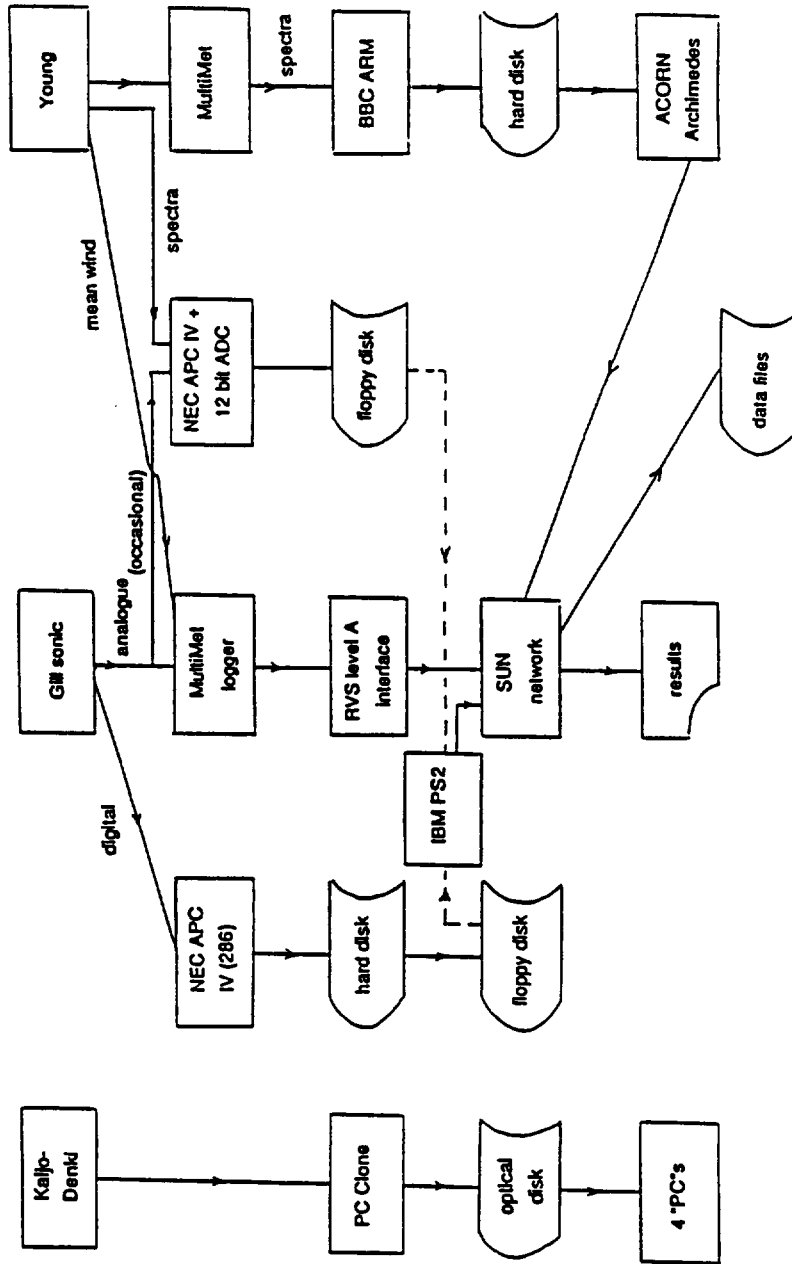 Kaijo-
Denki
PC Clone
optical
disk
4 "PC"s
Gill sonic
digital
analogue
(occasional)
NEC APC
IV (286)
hard disk
floppy disk
IBM PS2
MultiMet
logger
RVS level A
interface
SUN
network
results
Young
mean wind
spectra
NEC APC IV +
12 bit ADC
floppy disk
MultiMet
spectra
BBC ARM
hard disk
ACORN
Archimedes
data files